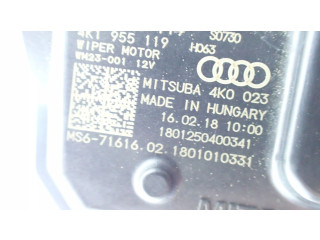 S0730
4K1 955 119 H063
WIPER MOTOR
WM23-001 12V
MITSUBA 4K0 023
MADE IN HUNGARY
16.02.18 10:00
1801250400341
MS6-71616.02.1801010331